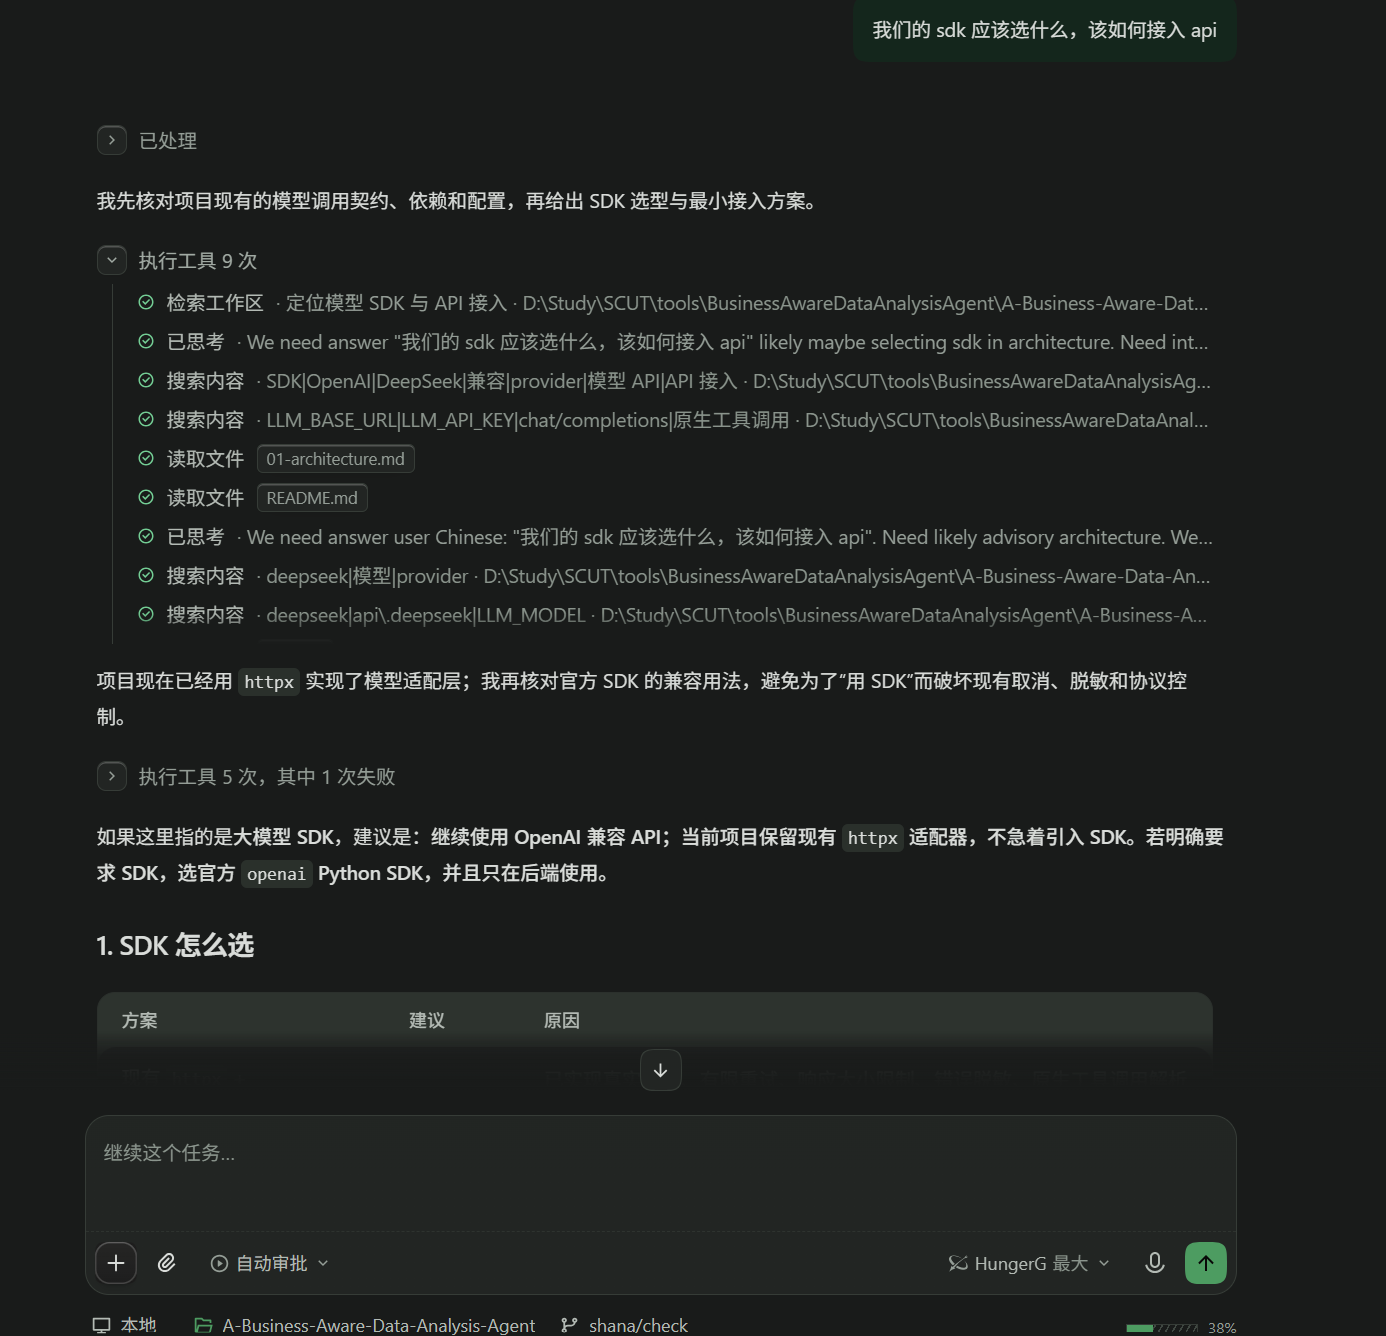 我们的 sdk 应该选什么，该如何接入 api
已处理
我先核对项目现有的模型调用契约、依赖和配置，再给出 SDK 选型与最小接入方案。
执行工具 9 次
检索工作区 · 定位模型 SDK 与 API 接入 · D:\Study\SCUT\tools\BusinessAwareDataAnalysisAgent\A-Business-Aware-Dat...
已思考 · We need answer "我们的 sdk 应该选什么，该如何接入 api" likely maybe selecting sdk in architecture. Need int...
搜索内容 · SDK|OpenAI|DeepSeek|兼容|provider|模型 API|API 接入 · D:\Study\SCUT\tools\BusinessAwareDataAnalysisAg...
搜索内容 · LLM_BASE_URL|LLM_API_KEY|chat/completions|原生工具调用 · D:\Study\SCUT\tools\BusinessAwareDataAnal...
读取文件 01-architecture.md
读取文件 README.md
已思考 · We need answer user Chinese: "我们的 sdk 应该选什么，该如何接入 api". Need likely advisory architecture. We...
搜索内容 · deepseek|模型|provider · D:\Study\SCUT\tools\BusinessAwareDataAnalysisAgent\A-Business-Aware-Data-An...
搜索内容 · deepseek|api\.deepseek|LLM_MODEL · D:\Study\SCUT\tools\BusinessAwareDataAnalysisAgent\A-Business-A...
项目现在已经用 httpx 实现了模型适配层；我再核对官方 SDK 的兼容用法，避免为了“用 SDK”而破坏现有取消、脱敏和协议控
制。
执行工具 5 次，其中 1 次失败
如果这里指的是大模型 SDK，建议是：继续使用 OpenAI 兼容 API；当前项目保留现有 httpx 适配器，不急着引入 SDK。若明确要
求 SDK，选官方 openai Python SDK，并且只在后端使用。
1. SDK 怎么选
方案 建议 原因
继续这个任务...
自动审批 HungerG 最大
本地 A-Business-Aware-Data-Analysis-Agent shana/check 38%